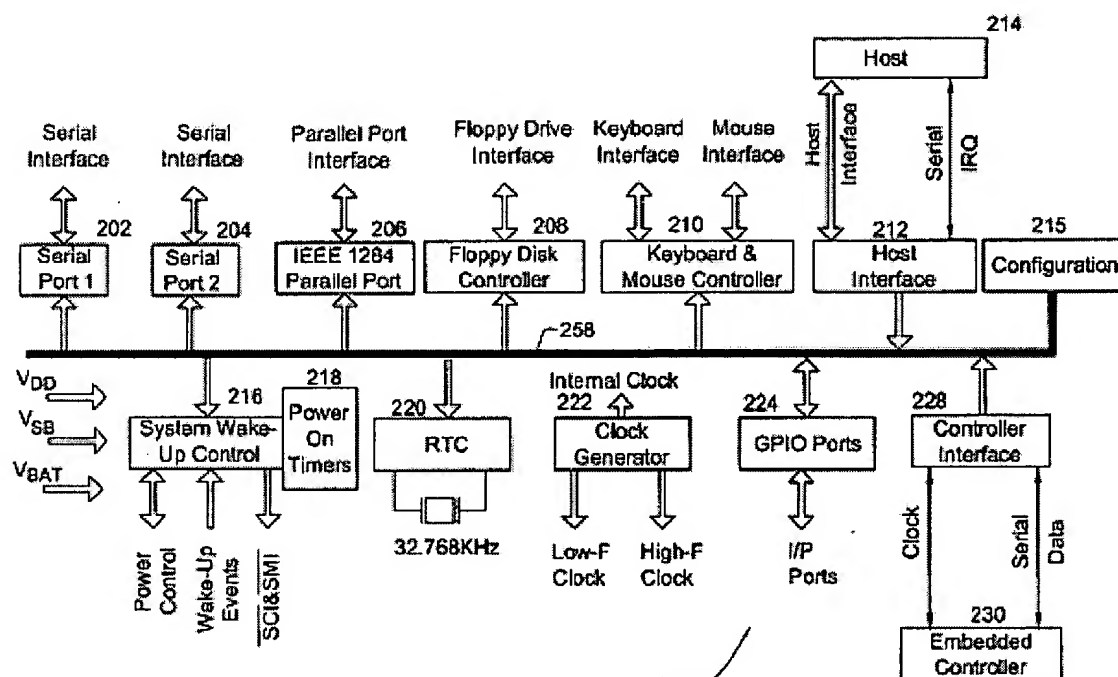 214
Host
Serial
Interface
Serial
Interface
Parallel Port
Interface
Floppy Drive
Interface
Keyboard
Interface
Mouse
Interface
Host
Interface
Serial
IRQ
202
204
206
208
210
212
215
Serial
Port 1
Serial
Port 2
IEEE 1284
Parallel Port
Floppy Disk
Controller
Keyboard &
Mouse Controller
Host
Interface
Configuration
258
VDD
VSB
VBAT
216
System Wake-
Up Control
218
Power
On
Timers
220
RTC
32.768KHz
Internal Clock
222
Clock
Generator
224
GPIO Ports
228
Controller
Interface
Power
Control
Wake-Up
Events
SCI&SMI
Low-F
Clock
High-F
Clock
I/P
Ports
Clock
Serial
Data
230
Embedded
Controller